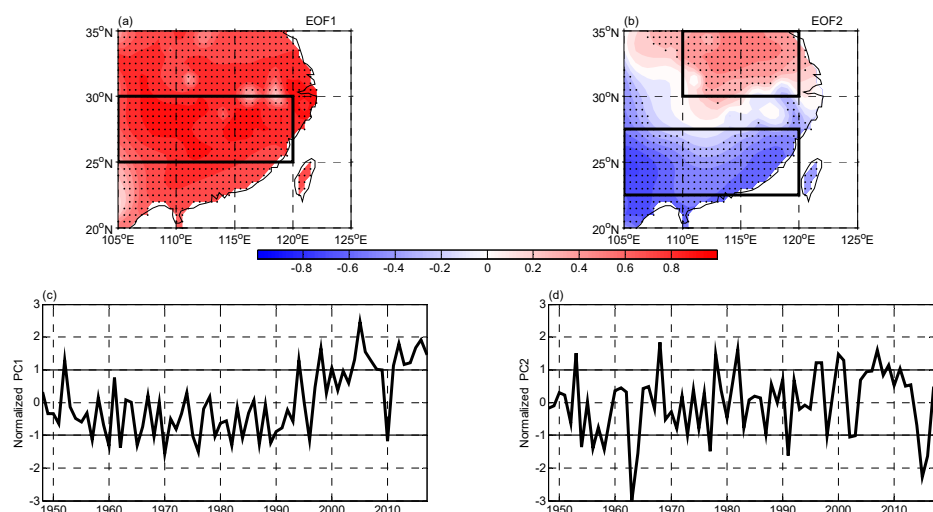 (a) EOF1
35°N
30°N
25°N
20°N
105°E 110°E 115°E 120°E 125°E
(b) EOF2
35°N
30°N
25°N
20°N
105°E 110°E 115°E 120°E 125°E
-0.8 -0.6 -0.4 -0.2 0 0.2 0.4 0.6 0.8
(c)
Normalized PC1
3
2
1
0
-1
-2
-3
1950 1960 1970 1980 1990 2000 2010
(d)
Normalized PC2
3
2
1
0
-1
-2
-3
1950 1960 1970 1980 1990 2000 2010